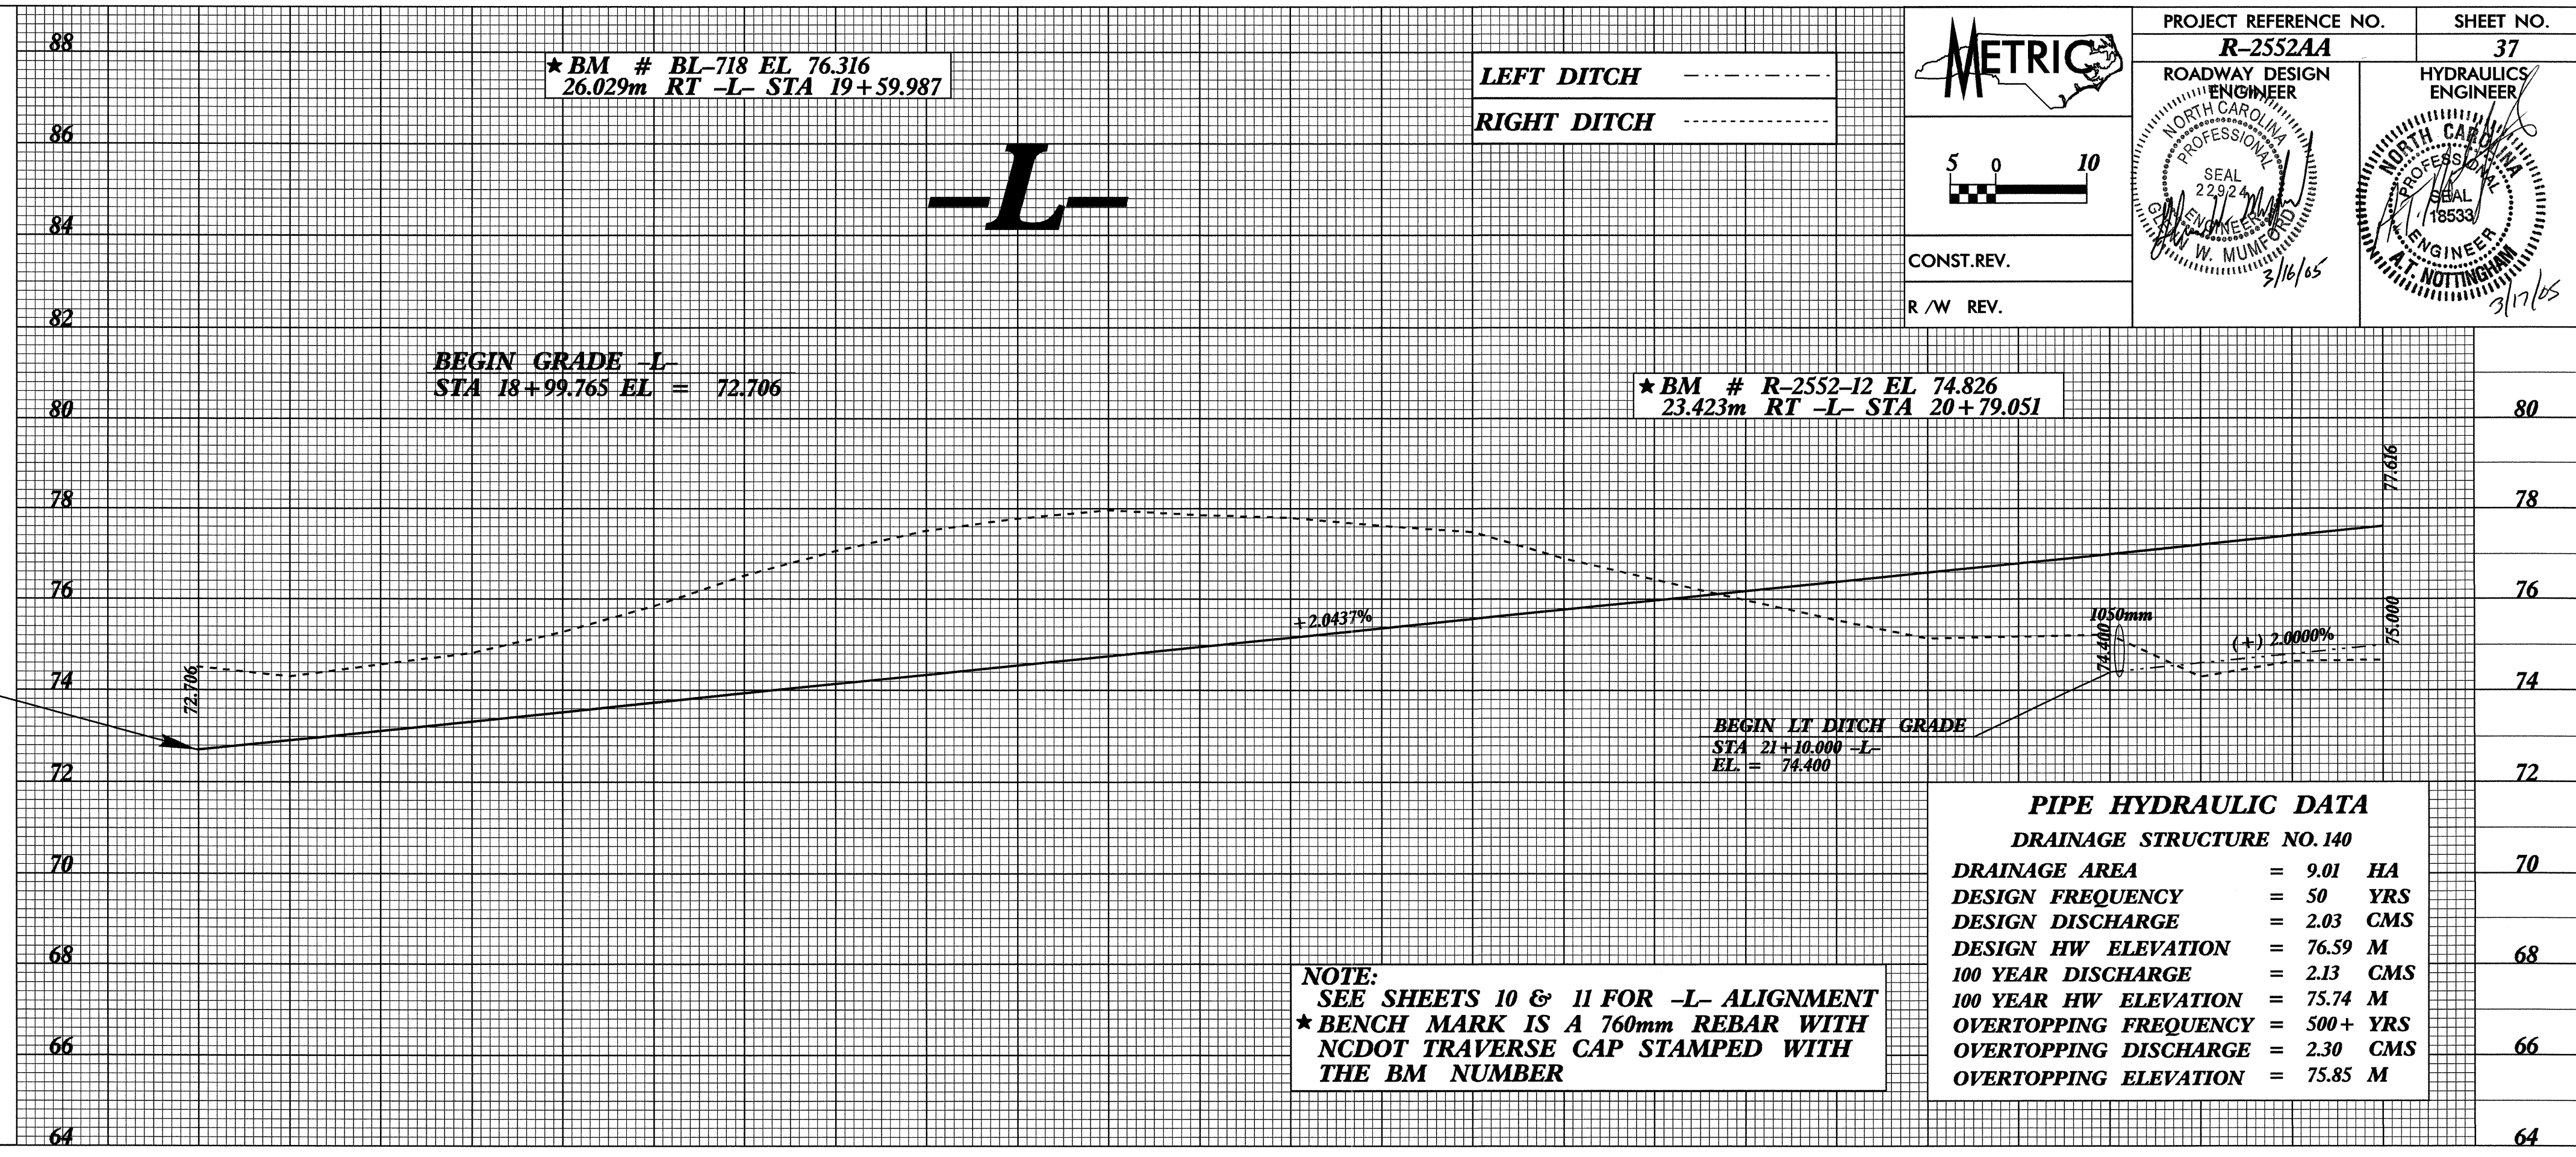 88
86
84
82
80
78
76
74
72
70
68
66
64
★ BM # BL–718 EL 76.316
26.029m RT –L– STA 19+59.987
–L–
BEGIN GRADE –L–
STA 18+99.765 EL = 72.706
LEFT DITCH
RIGHT DITCH
METRIC
5 0 10
CONST.REV.
R /W REV.
PROJECT REFERENCE NO.
SHEET NO.
R–2552AA
37
ROADWAY DESIGN
ENGINEER
NORTH CAROLINA
PROFESSIONAL
SEAL
22924
ENGINEER
GLENN W. MUMFORD
3/16/05
HYDRAULICS
ENGINEER
NORTH CAROLINA
PROFESSIONAL
SEAL
18533
ENGINEER
A.T. NOTTINGHAM
3/17/05
★ BM # R–2552–12 EL 74.826
23.423m RT –L– STA 20+79.051
72.706
+2.0437%
77.616
1050mm
74.400
(+) 2.0000%
75.000
BEGIN LT DITCH GRADE
STA 21+10.000 –L–
EL. = 74.400
80
78
76
74
72
70
68
66
64
PIPE HYDRAULIC DATA
DRAINAGE STRUCTURE NO. 140
DRAINAGE AREA = 9.01 HA
DESIGN FREQUENCY = 50 YRS
DESIGN DISCHARGE = 2.03 CMS
DESIGN HW ELEVATION = 76.59 M
100 YEAR DISCHARGE = 2.13 CMS
100 YEAR HW ELEVATION = 75.74 M
OVERTOPPING FREQUENCY = 500+ YRS
OVERTOPPING DISCHARGE = 2.30 CMS
OVERTOPPING ELEVATION = 75.85 M
NOTE:
SEE SHEETS 10 & 11 FOR –L– ALIGNMENT
★ BENCH MARK IS A 760mm REBAR WITH
NCDOT TRAVERSE CAP STAMPED WITH
THE BM NUMBER